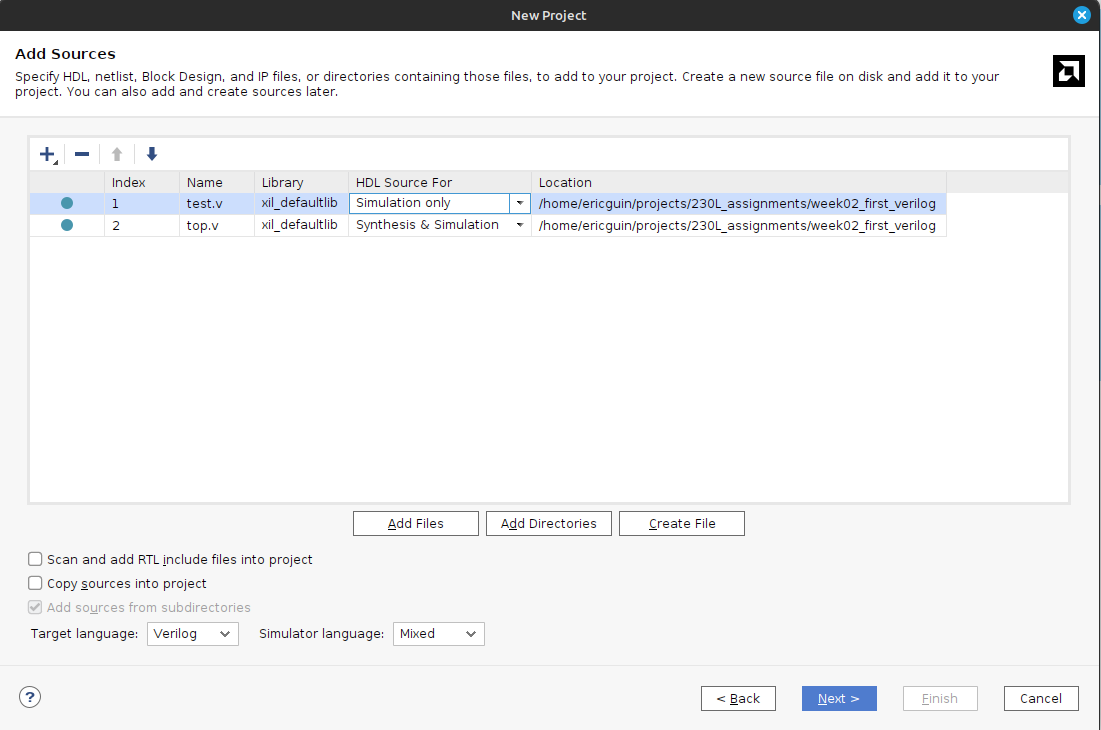 New Project
Add Sources
Specify HDL, netlist, Block Design, and IP files, or directories containing those files, to add to your project. Create a new source file on disk and add it to your
project. You can also add and create sources later.
Index Name Library HDL Source For Location
1 test.v xil_defaultlib Simulation only /home/ericguin/projects/230L_assignments/week02_first_verilog
2 top.v xil_defaultlib Synthesis & Simulation /home/ericguin/projects/230L_assignments/week02_first_verilog
Add Files Add Directories Create File
Scan and add RTL include files into project
Copy sources into project
Add sources from subdirectories
Target language: Verilog Simulator language: Mixed
? < Back Next > Finish Cancel